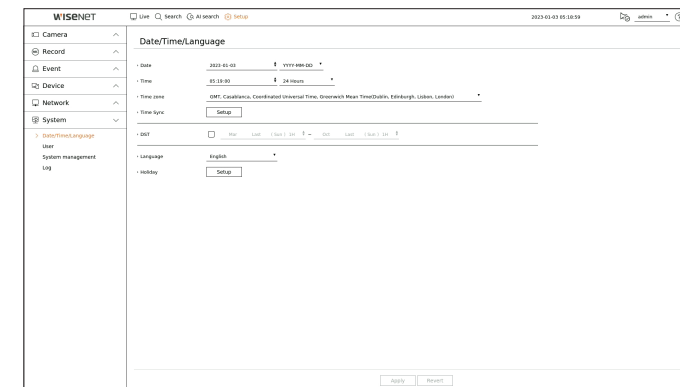 WISENET Live Search AI search Setup 2023-01-03 05:18:59 admin ?
Camera
Record
Event
Device
Network
System
> Date/Time/Language
User
System management
Log
Date/Time/Language
Date 2023-01-03 YYYY-MM-DD
Time 05:19:00 24 Hours
Time zone GMT. Casablanca, Coordinated Universal Time, Greenwich Mean Time(Dublin, Edinburgh, Lisbon, London)
Time Sync Setup
DST Mar Last (Sun) 1H ~ Oct Last (Sun) 1H
Language English
Holiday Setup
Apply Revert